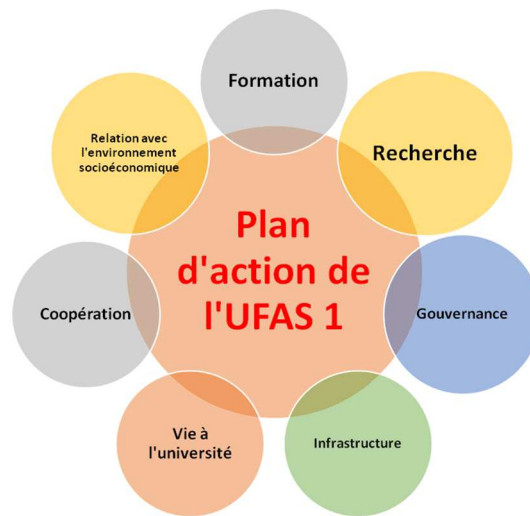 Formation
Recherche
Relation avec
l'environnement
socioéconomique
Plan
d'action de
l'UFAS 1
Coopération
Gouvernance
Vie à
l'université
Infrastructure